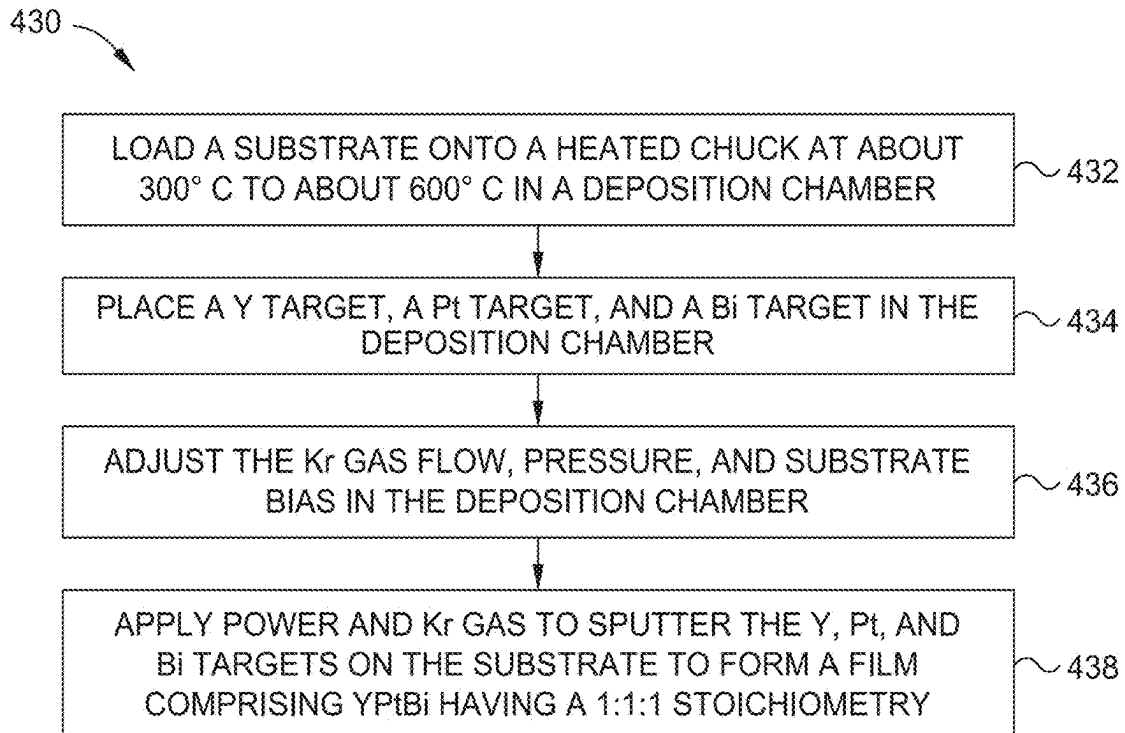 430
LOAD A SUBSTRATE ONTO A HEATED CHUCK AT ABOUT
300° C TO ABOUT 600° C IN A DEPOSITION CHAMBER
432
PLACE A Y TARGET, A Pt TARGET, AND A Bi TARGET IN THE
DEPOSITION CHAMBER
434
ADJUST THE Kr GAS FLOW, PRESSURE, AND SUBSTRATE
BIAS IN THE DEPOSITION CHAMBER
436
APPLY POWER AND Kr GAS TO SPUTTER THE Y, Pt, AND
Bi TARGETS ON THE SUBSTRATE TO FORM A FILM
COMPRISING YPtBi HAVING A 1:1:1 STOICHIOMETRY
438